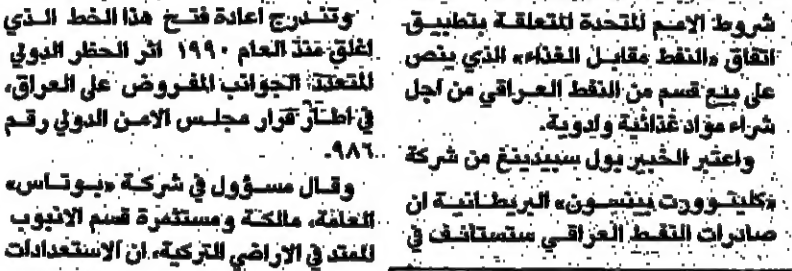 شروط الامم المتحدة المتعلقة بتطبيق
اتفاق «النفط مقابل الغذاء» الذي ينص
على بيع قسم من النفط العراقي من اجل
شراء مواد غذائية وادوية.
واعتبر الخبير بول سبيدينغ من شركة
«كلينوورت بينسون» البريطانية ان
صادرات النفط العراقي ستستانف في
وتندرج اعادة فتح هذا الخط الذي
اغلق منذ العام ١٩٩٠ اثر الحظر الدولي
المتعدد الجوانب المفروض على العراق،
في اطار قرار مجلس الامن الدولي رقم
٩٨٦.
وقال مسؤول في شركة «بوتاس»
العامة، مالكة ومستثمرة قسم الانبوب
الممتد في الاراضي التركية، ان الاستعدادات